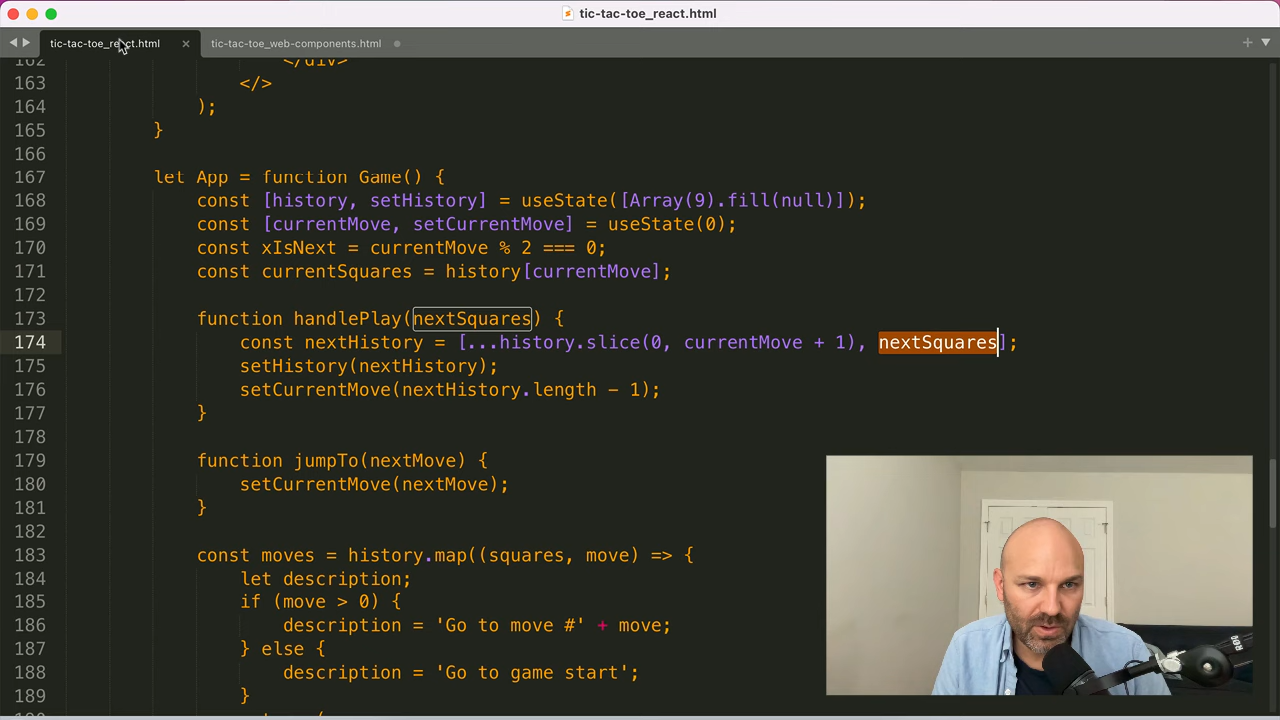 tic-tac-toe_react.html
tic-tac-toe_react.html
tic-tac-toe_web-components.html
162 </div>
163 </>
164 );
165 }
166
167 let App = function Game() {
168 const [history, setHistory] = useState([Array(9).fill(null)]);
169 const [currentMove, setCurrentMove] = useState(0);
170 const xIsNext = currentMove % 2 === 0;
171 const currentSquares = history[currentMove];
172
173 function handlePlay(nextSquares) {
174 const nextHistory = [...history.slice(0, currentMove + 1), nextSquares];
175 setHistory(nextHistory);
176 setCurrentMove(nextHistory.length - 1);
177 }
178
179 function jumpTo(nextMove) {
180 setCurrentMove(nextMove);
181 }
182
183 const moves = history.map((squares, move) => {
184 let description;
185 if (move > 0) {
186 description = 'Go to move #' + move;
187 } else {
188 description = 'Go to game start';
189 }
RØDE